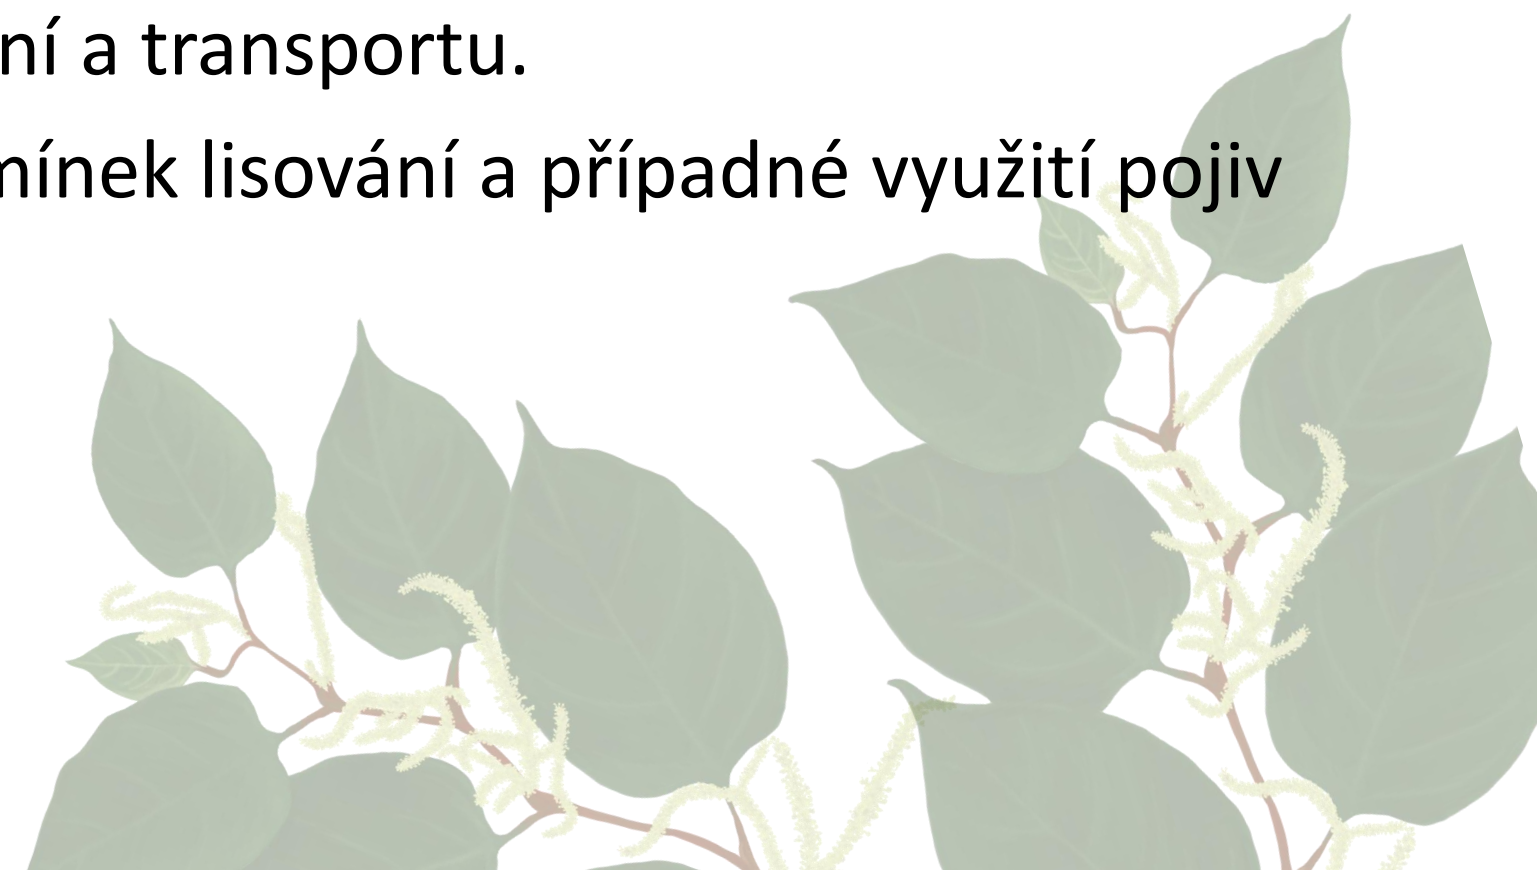 ní a transportu.
mínek lisování a případné využití pojiv